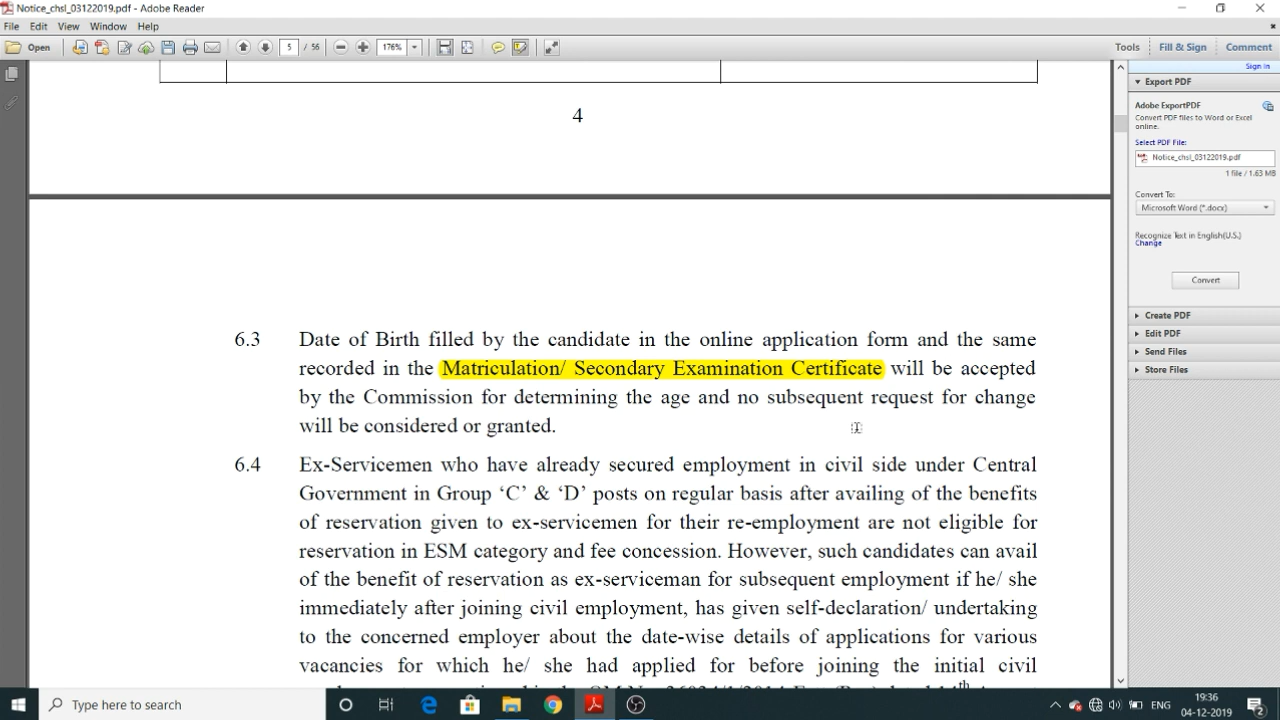 Notice_chsl_03122019.pdf - Adobe Reader
File Edit View Window Help
Open 5 / 56 176% Tools Fill & Sign Comment
Sign In
Export PDF
Adobe ExportPDF
Convert PDF files to Word or Excel
online.
Select PDF File:
Notice_chsl_03122019.pdf
1 file / 1.63 MB
Convert To:
Microsoft Word (*.docx)
Recognize Text in English(U.S.)
Change
Convert
Create PDF
Edit PDF
Send Files
Store Files
4
6.3 Date of Birth filled by the candidate in the online application form and the same
recorded in the Matriculation/ Secondary Examination Certificate will be accepted
by the Commission for determining the age and no subsequent request for change
will be considered or granted.
6.4 Ex-Servicemen who have already secured employment in civil side under Central
Government in Group ‘C’ & ‘D’ posts on regular basis after availing of the benefits
of reservation given to ex-servicemen for their re-employment are not eligible for
reservation in ESM category and fee concession. However, such candidates can avail
of the benefit of reservation as ex-serviceman for subsequent employment if he/ she
immediately after joining civil employment, has given self-declaration/ undertaking
to the concerned employer about the date-wise details of applications for various
vacancies for which he/ she had applied for before joining the initial civil
th
Type here to search
ENG
19:36
04-12-2019
2